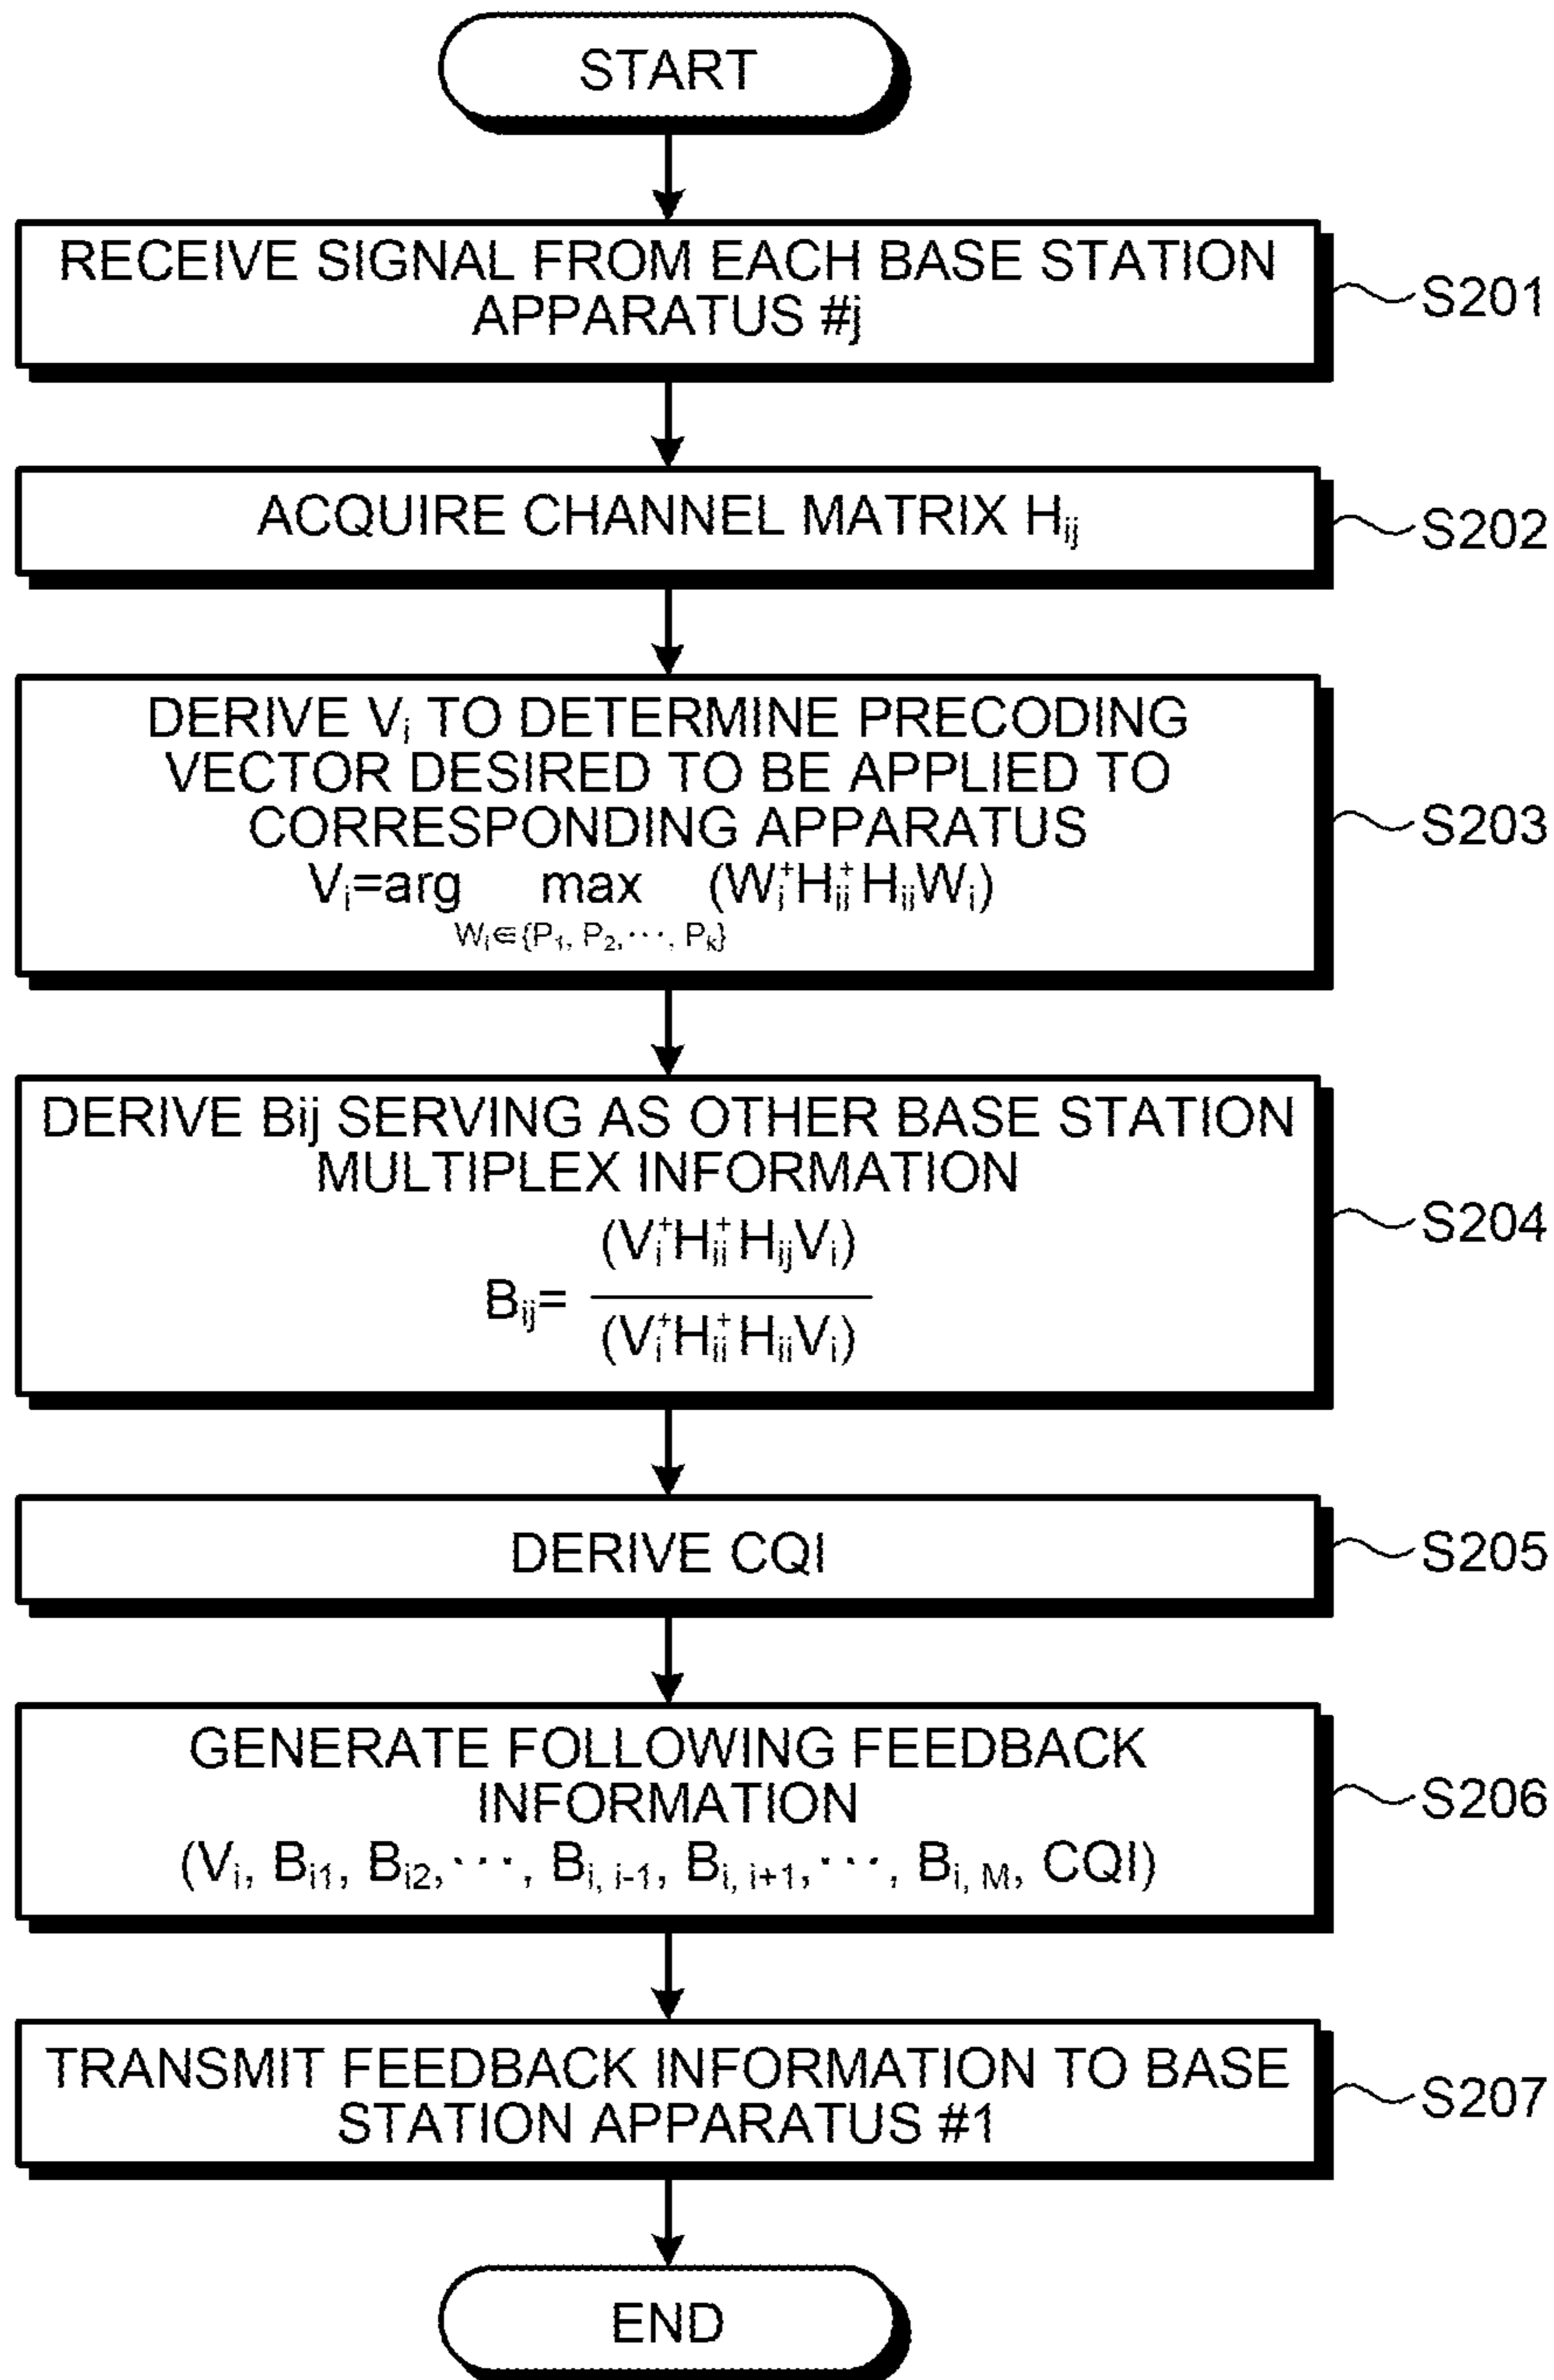 START
RECEIVE SIGNAL FROM EACH BASE STATION
APPARATUS #j
S201
ACQUIRE CHANNEL MATRIX Hij
S202
DERIVE Vi TO DETERMINE PRECODING
VECTOR DESIRED TO BE APPLIED TO
CORRESPONDING APPARATUS
Vi=arg max (Wi+Hii+HiiWi)
Wi∈{P1, P2,⋯, Pk}
S203
DERIVE Bij SERVING AS OTHER BASE STATION
MULTIPLEX INFORMATION
(Vi+Hii+HijVi)
Bij=
(Vi+Hii+HiiVi)
S204
DERIVE CQI
S205
GENERATE FOLLOWING FEEDBACK
INFORMATION
(Vi, Bi1, Bi2,⋯, Bi, i-1, Bi, i+1,⋯, Bi, M, CQI)
S206
TRANSMIT FEEDBACK INFORMATION TO BASE
STATION APPARATUS #1
S207
END